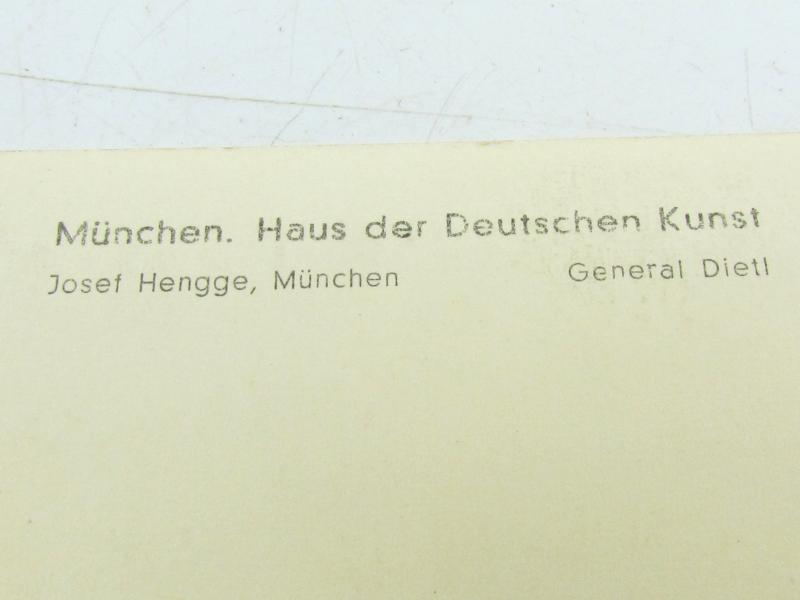 München. Haus der Deutschen Kunst
Josef Hengge, München General Dietl